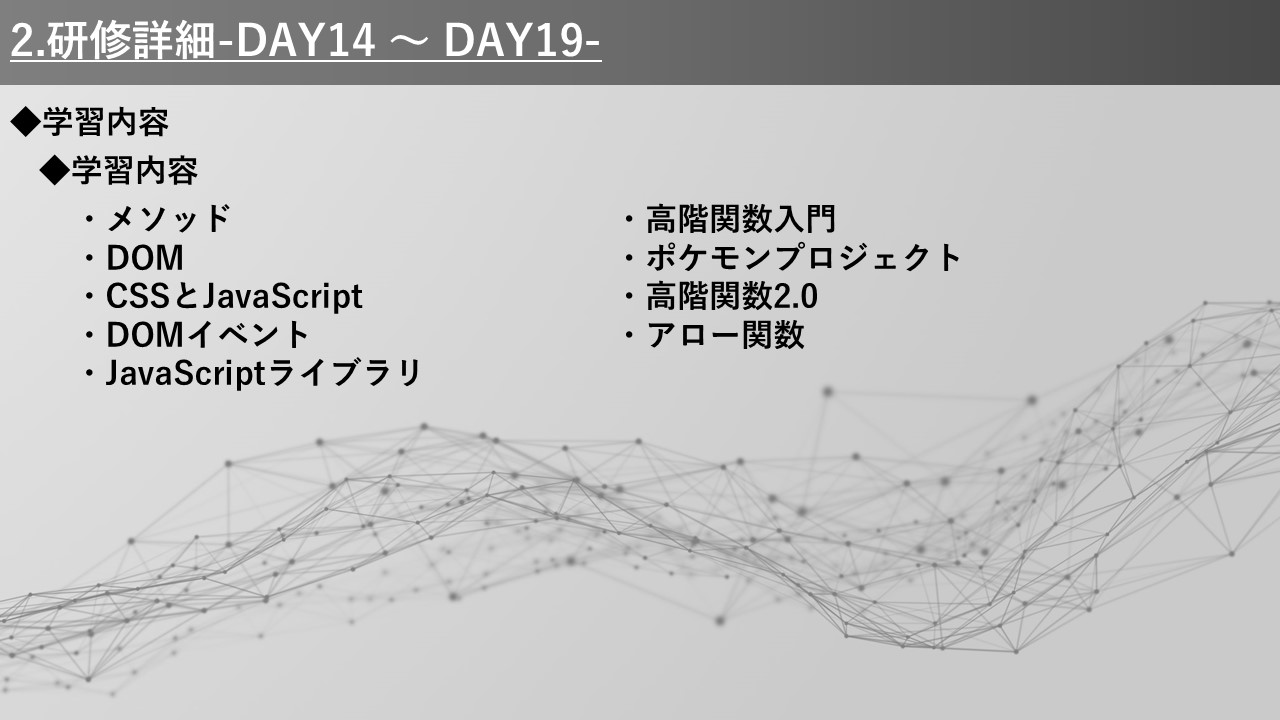 2.研修詳細-DAY14 ～ DAY19-
◆学習内容
◆学習内容
・メソッド
・DOM
・CSSとJavaScript
・DOMイベント
・JavaScriptライブラリ
・高階関数入門
・ポケモンプロジェクト
・高階関数2.0
・アロー関数